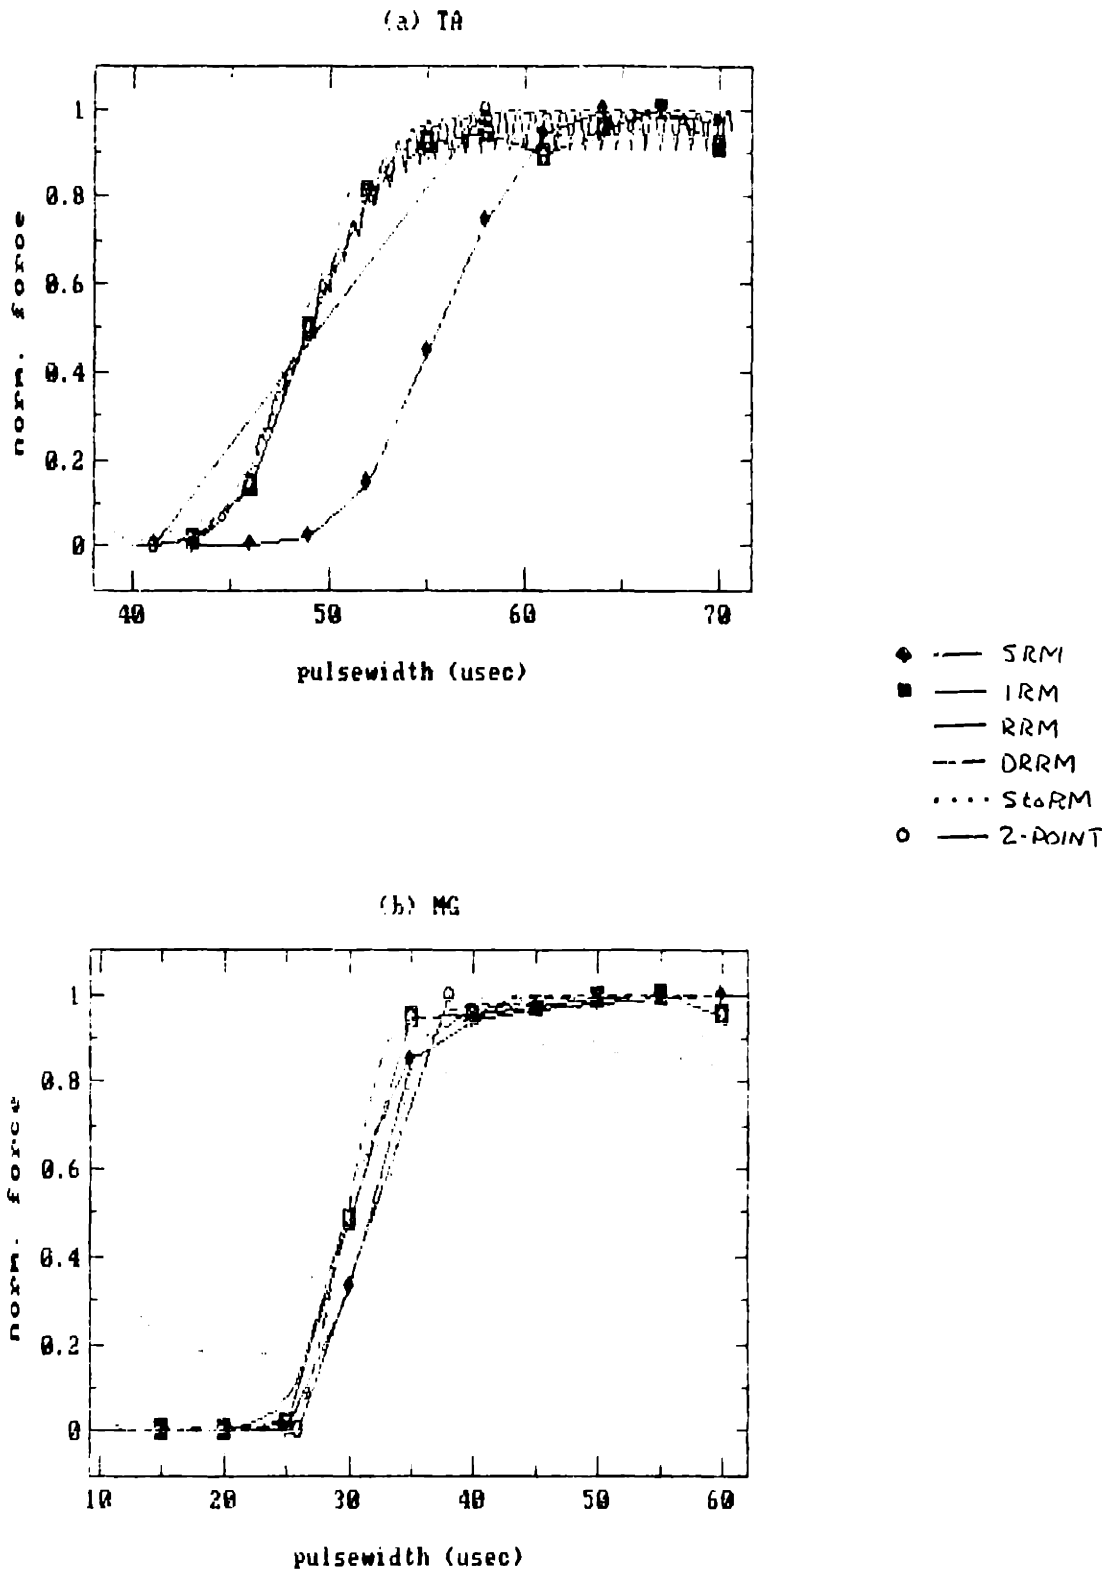 (a) TA
1
0.8
0.6
0.4
0.2
0
norm. force
40 50 60 70
pulsewidth (usec)
SRM
IRM
RRM
DRRM
StoRM
2-POINT
(b) MG
1
0.8
0.6
0.4
0.2
0
norm. force
10 20 30 40 50 60
pulsewidth (usec)